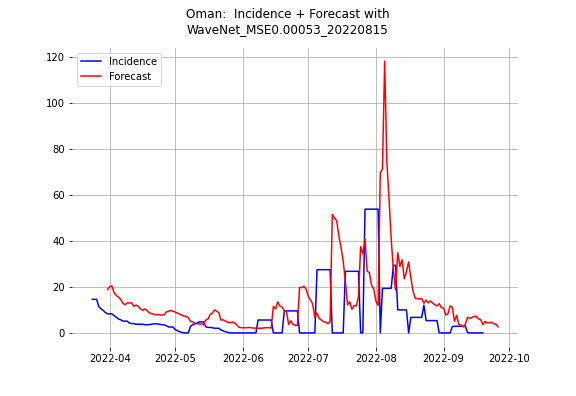 Oman:  Incidence + Forecast with
WaveNet_MSE0.00053_20220815
Incidence
Forecast
120
100
80
60
40
20
0
2022-04 2022-05 2022-06 2022-07 2022-08 2022-09 2022-10